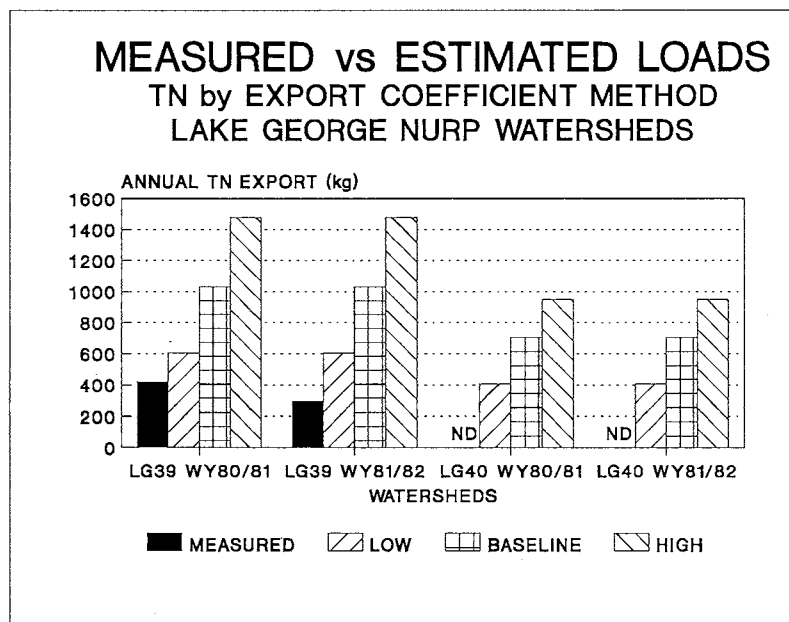 MEASURED vs ESTIMATED LOADS
TN by EXPORT COEFFICIENT METHOD
LAKE GEORGE NURP WATERSHEDS
ANNUAL TN EXPORT (kg)
1600
1400
1200
1000
800
600
400
200
0
ND
ND
LG39 WY80/81 LG39 WY81/82 LG40 WY80/81 LG40 WY81/82
WATERSHEDS
MEASURED LOW BASELINE HIGH